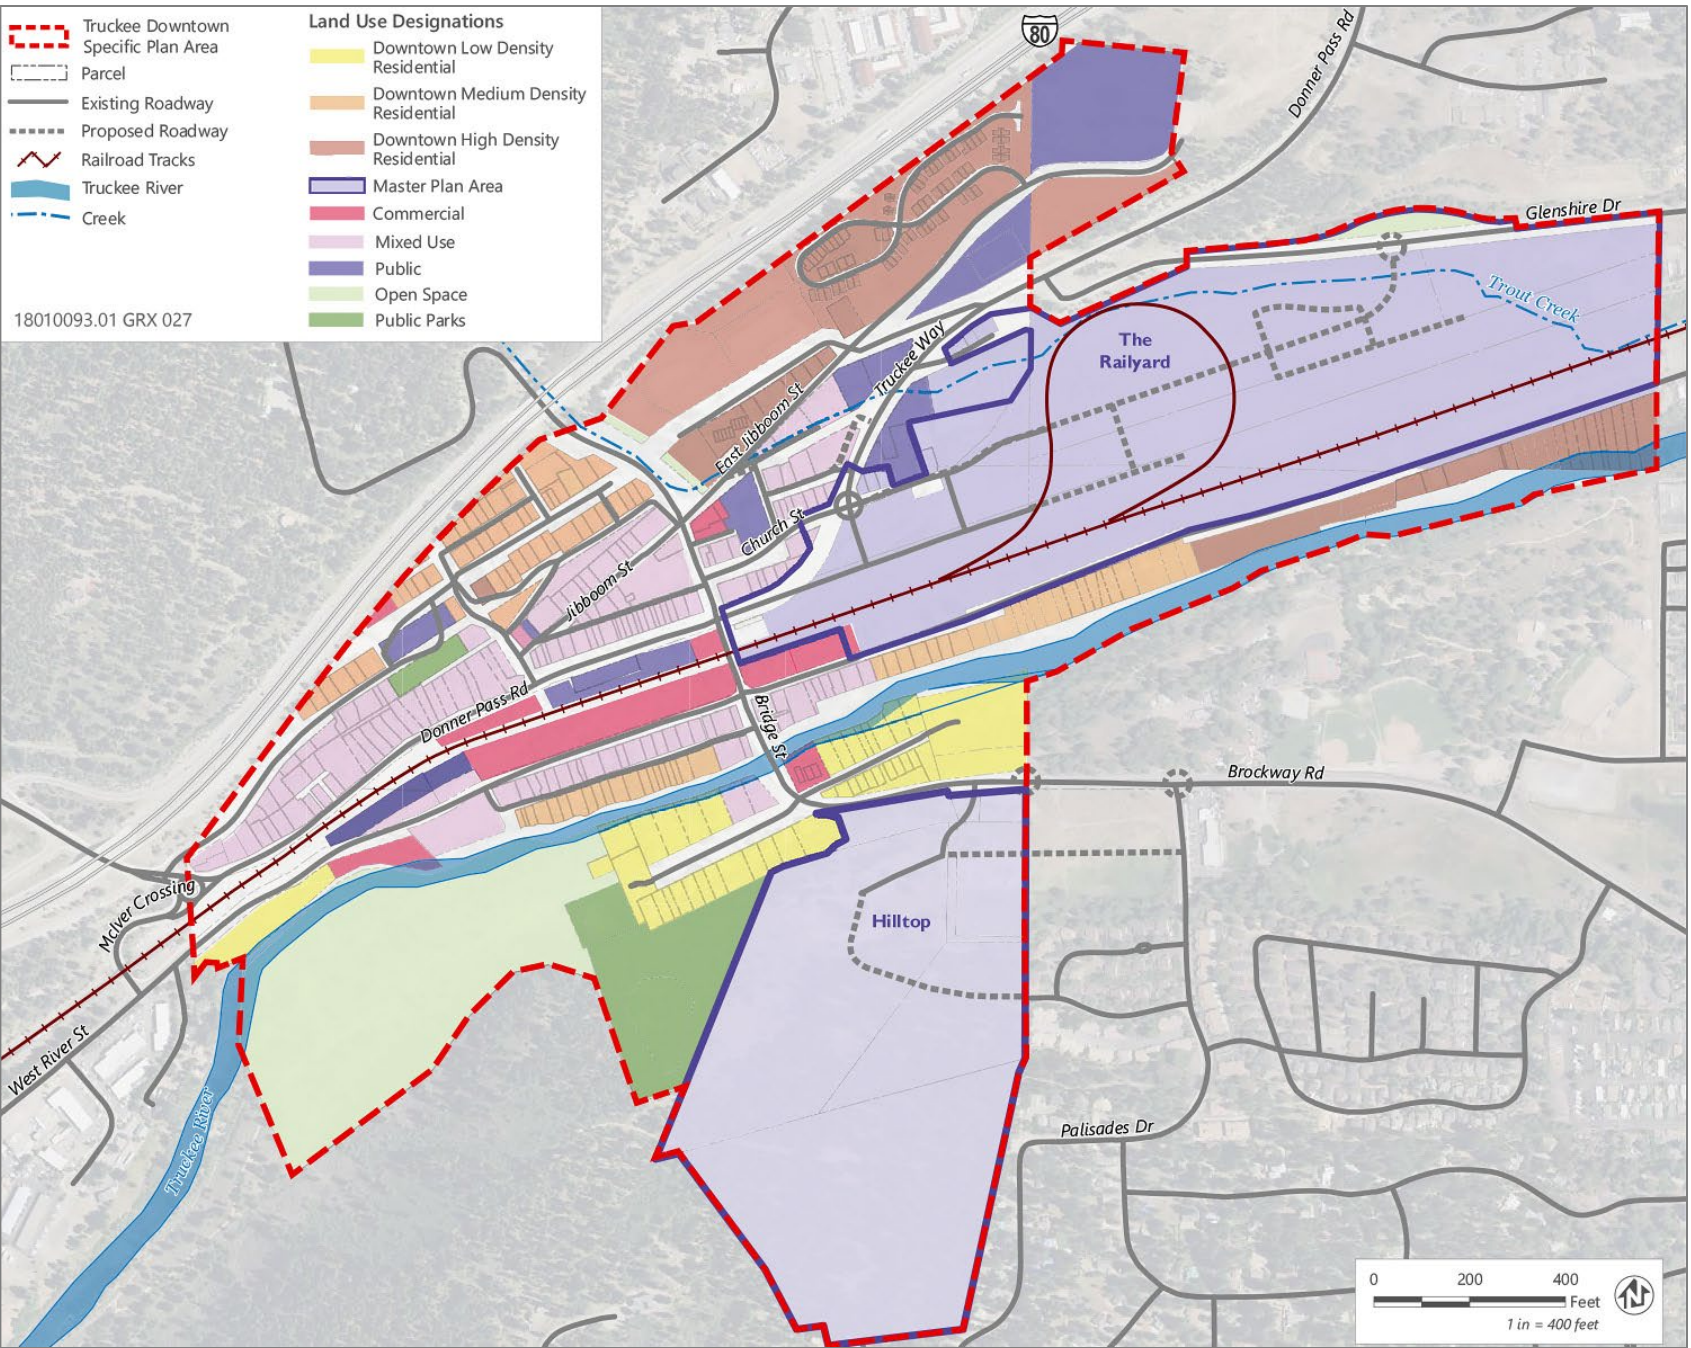 Truckee Downtown
Specific Plan Area
Parcel
Existing Roadway
Proposed Roadway
Railroad Tracks
Truckee River
Creek
18010093.01 GRX 027
Land Use Designations
Downtown Low Density
Residential
Downtown Medium Density
Residential
Downtown High Density
Residential
Master Plan Area
Commercial
Mixed Use
Public
Open Space
Public Parks
80
Donner Pass Rd
Glenshire Dr
Trout Creek
The
Railyard
Truckee Way
East Jibboom St
Church St
Jibboom St
Donner Pass Rd
Bridge St
Brockway Rd
McIver Crossing
Hilltop
West River St
Truckee River
Palisades Dr
0 200 400
Feet
1 in = 400 feet
N